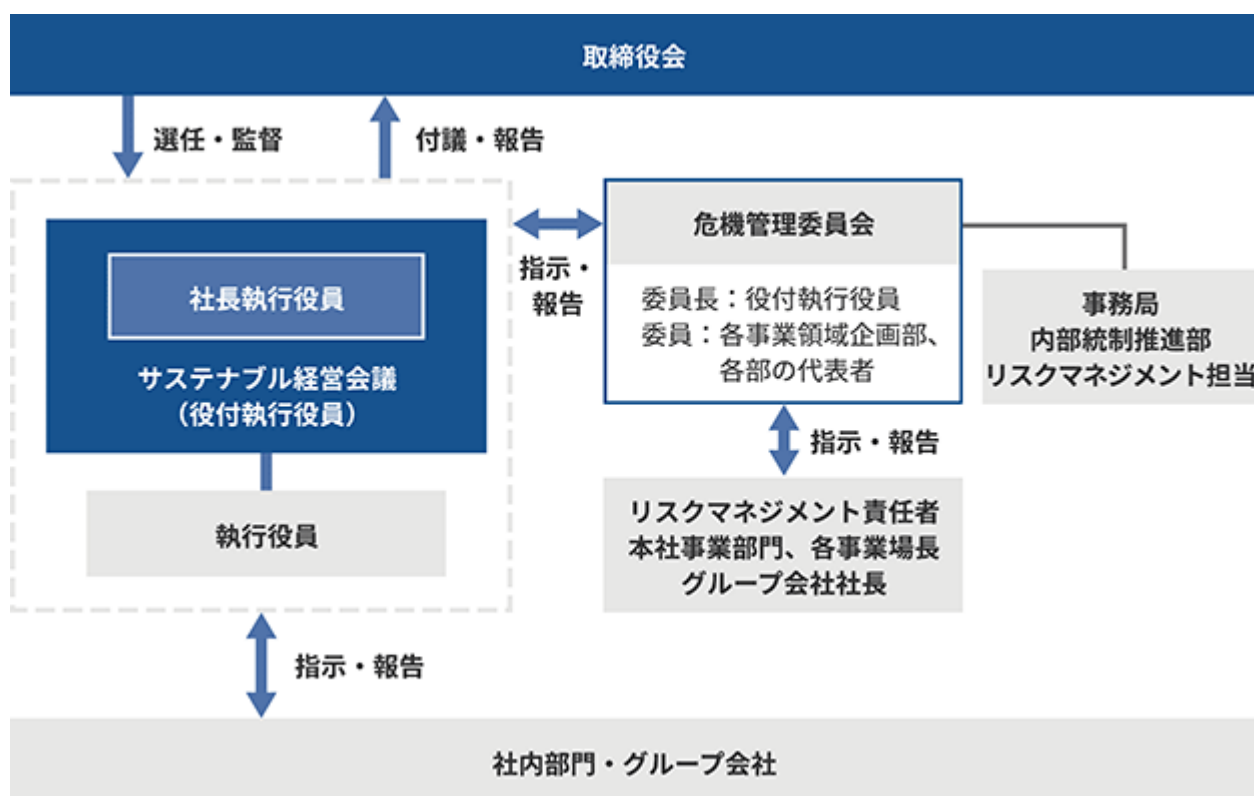 取締役会
選任・監督
付議・報告
社長執行役員
サステナブル経営会議
（役付執行役員）
執行役員
指示・
報告
危機管理委員会
委員長：役付執行役員
委員：各事業領域企画部、
各部の代表者
事務局
内部統制推進部
リスクマネジメント担当
指示・報告
リスクマネジメント責任者
本社事業部門、各事業場長
グループ会社社長
指示・報告
社内部門・グループ会社